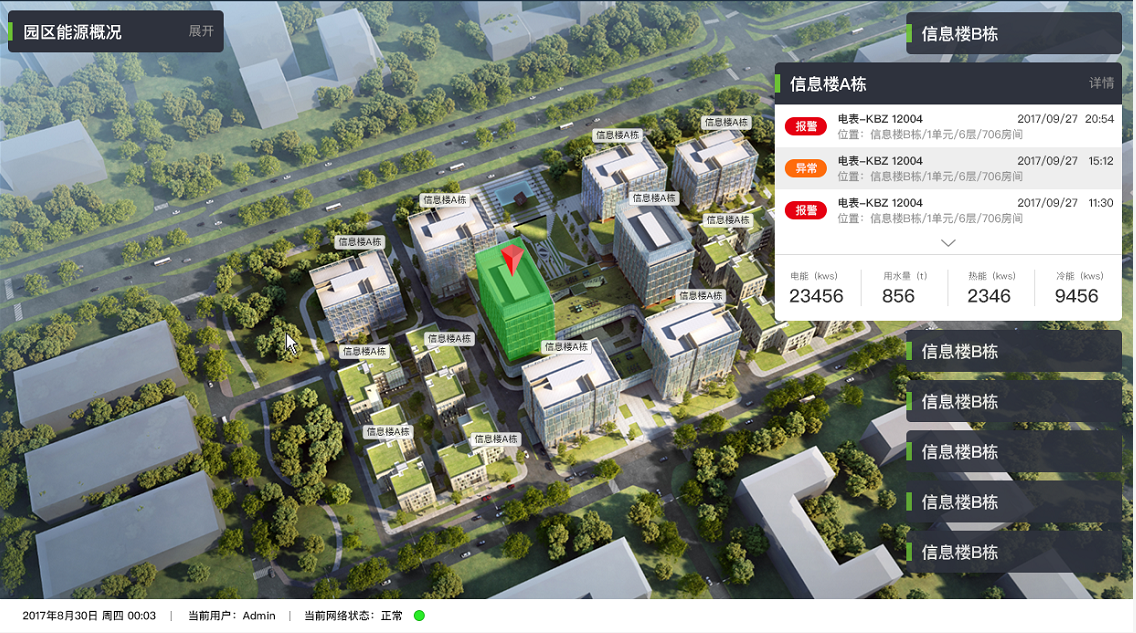 园区能源概况 展开
信息楼B栋
信息楼A栋 详情
报警 电表-KBZ 12004 2017/09/27 20:54
位置：信息楼B栋/1单元/6层/706房间
异常 电表-KBZ 12004 2017/09/27 15:12
位置：信息楼B栋/1单元/6层/706房间
报警 电表-KBZ 12004 2017/09/27 11:30
位置：信息楼B栋/1单元/6层/706房间
电能（kws） 用水量（t） 热能（kws） 冷能（kws）
23456 856 2346 9456
信息楼B栋
信息楼B栋
信息楼B栋
信息楼B栋
信息楼B栋
信息楼A栋
信息楼A栋
信息楼A栋
信息楼A栋
信息楼A栋
信息楼A栋
信息楼A栋
信息楼A栋
信息楼A栋
信息楼A栋
信息楼A栋
信息楼A栋
2017年8月30日 周四 00:03 | 当前用户：Admin | 当前网络状态：正常